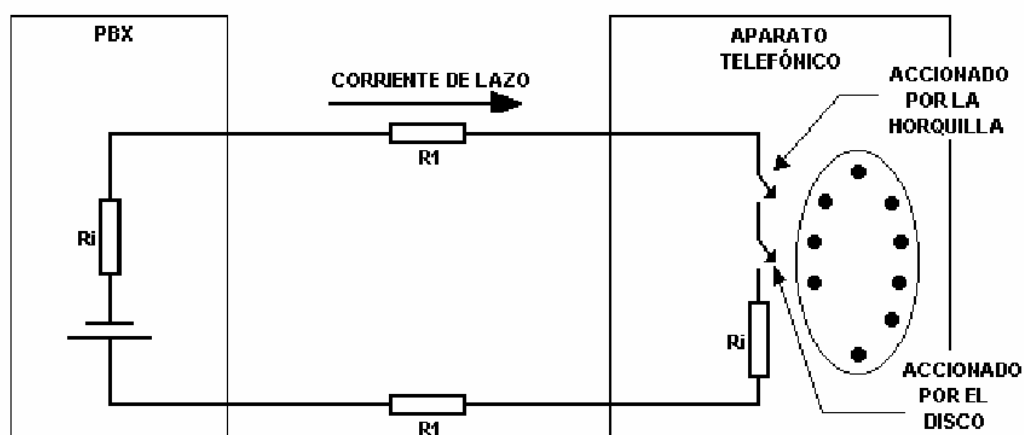 PBX
APARATO
TELEFÓNICO
CORRIENTE DE LAZO
ACCIONADO
POR LA
HORQUILLA
R1
Ri
Ri
R1
ACCIONADO
POR EL
DISCO